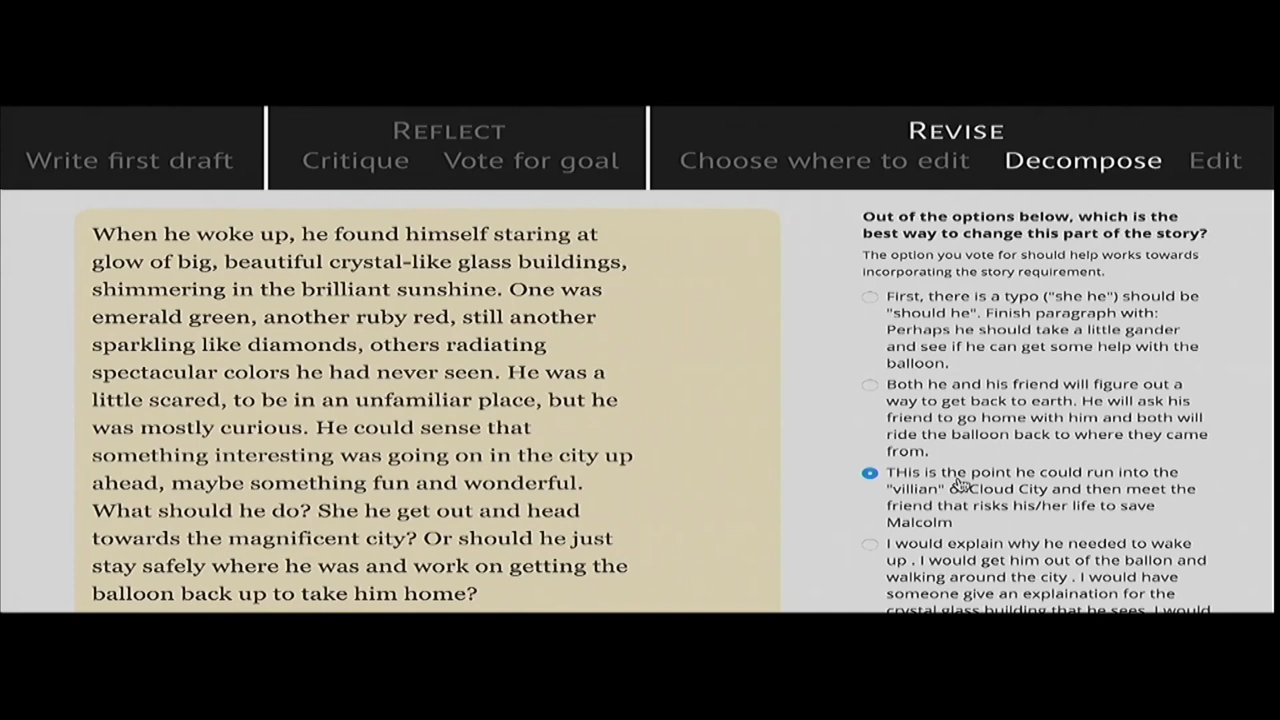 REFLECT
REVISE
Write first draft
Critique
Vote for goal
Choose where to edit
Decompose
Edit
When he woke up, he found himself staring at
glow of big, beautiful crystal-like glass buildings,
shimmering in the brilliant sunshine. One was
emerald green, another ruby red, still another
sparkling like diamonds, others radiating
spectacular colors he had never seen. He was a
little scared, to be in an unfamiliar place, but he
was mostly curious. He could sense that
something interesting was going on in the city up
ahead, maybe something fun and wonderful.
What should he do? She he get out and head
towards the magnificent city? Or should he just
stay safely where he was and work on getting the
balloon back up to take him home?
Out of the options below, which is the
best way to change this part of the story?
The option you vote for should help works towards
incorporating the story requirement.
First, there is a typo ("she he") should be
"should he". Finish paragraph with:
Perhaps he should take a little gander
and see if he can get some help with the
balloon.
Both he and his friend will figure out a
way to get back to earth. He will ask his
friend to go home with him and both will
ride the balloon back to where they came
from.
THis is the point he could run into the
"villian" Cloud City and then meet the
friend that risks his/her life to save
Malcolm
I would explain why he needed to wake
up . I would get him out of the ballon and
walking around the city . I would have
someone give an explaination for the
crystal glass building that he sees. I would